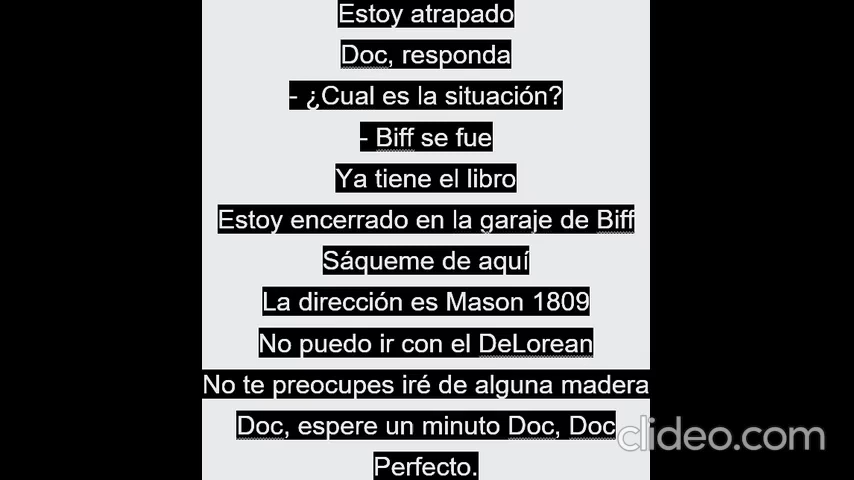 Estoy atrapado
Doc, responda
- ¿Cual es la situación?
- Biff se fue
Ya tiene el libro
Estoy encerrado en la garaje de Biff
Sáqueme de aquí
La dirección es Mason 1809
No puedo ir con el DeLorean
No te preocupes iré de alguna madera
Doc, espere un minuto Doc, Doc
Perfecto.
clideo.com